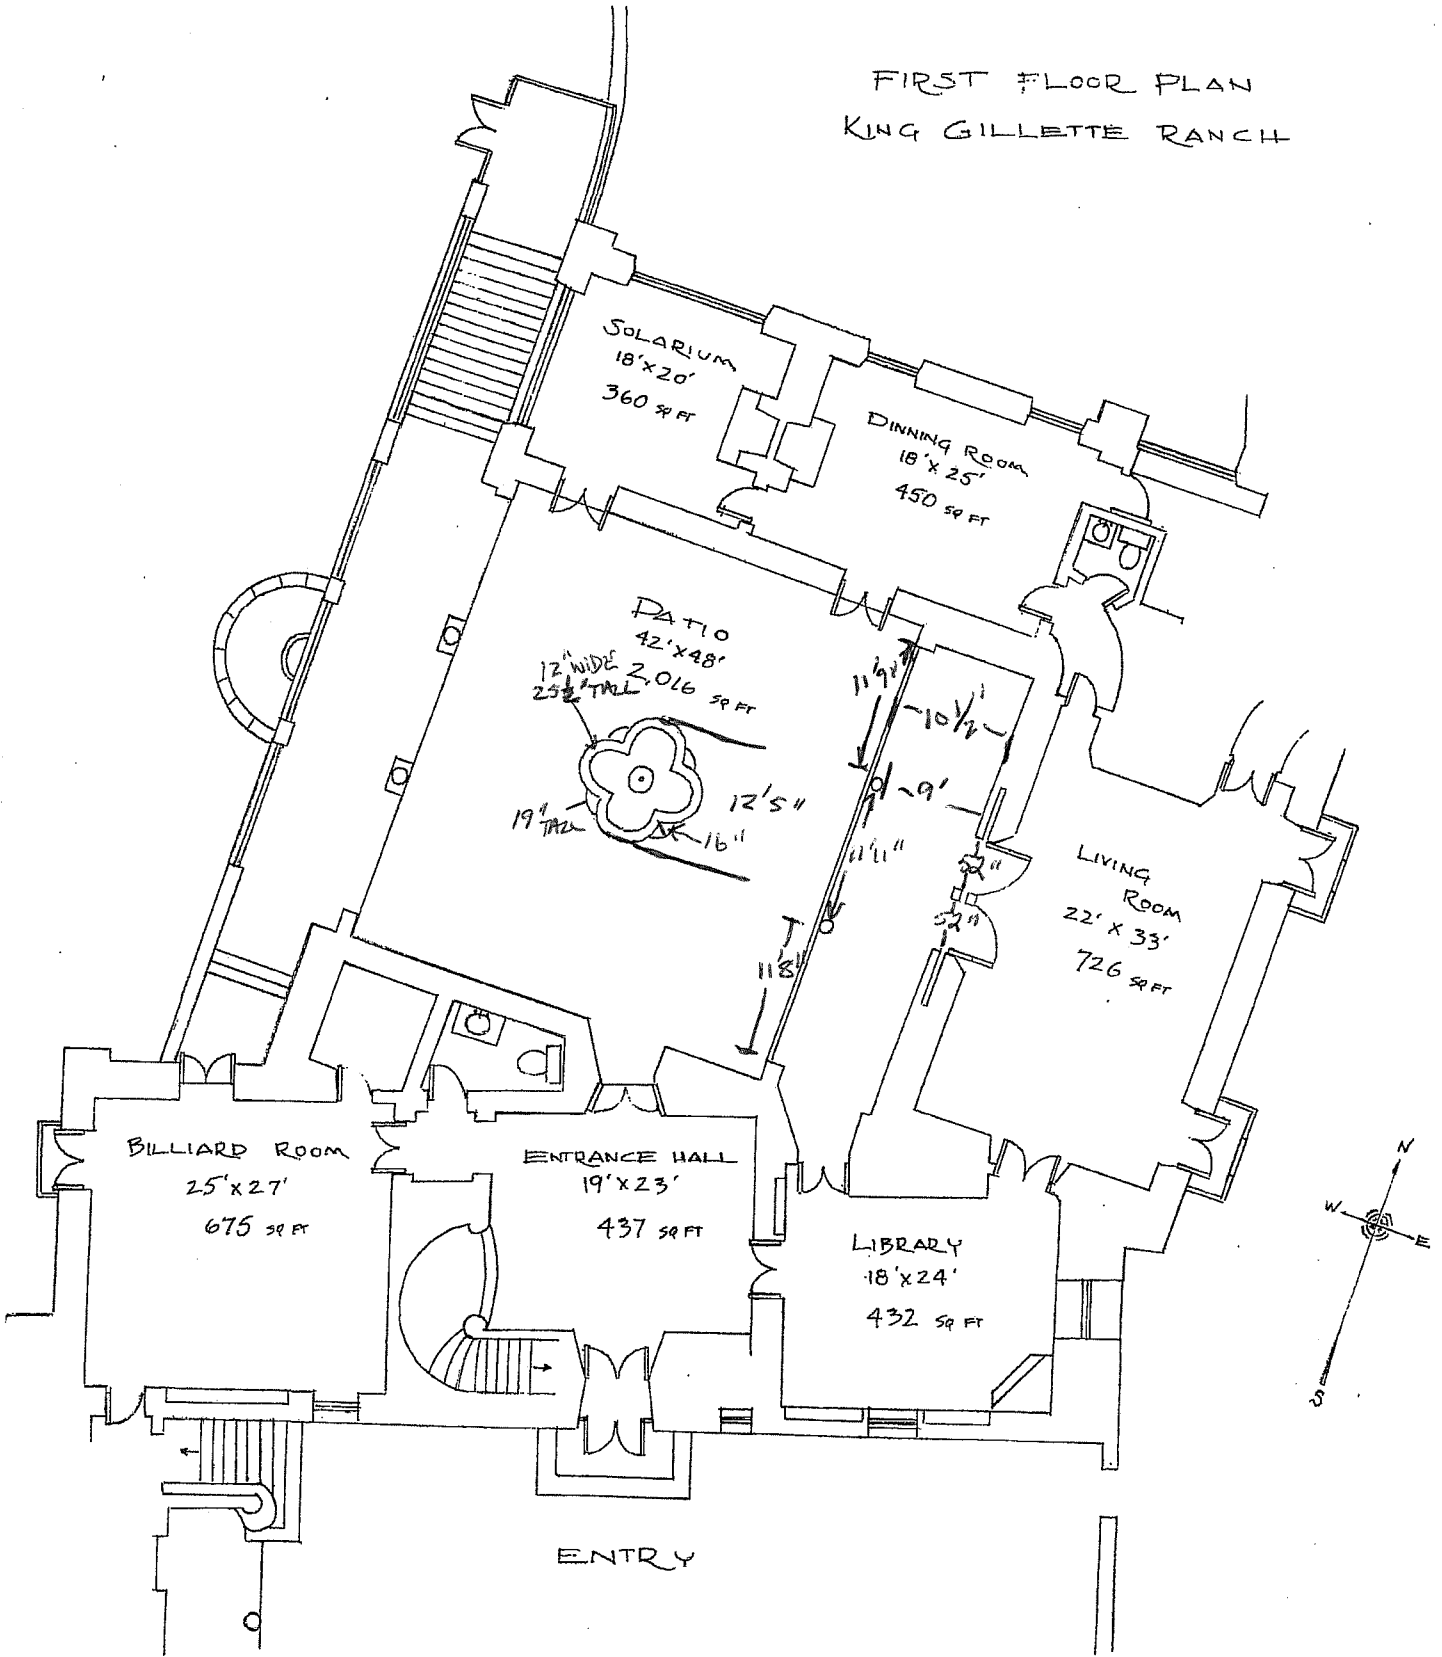 FIRST FLOOR PLAN
KING GILLETTE RANCH
SOLARIUM
18'x20'
360 SQ FT
DINNING ROOM
18'x25'
450 SQ FT
PATIO
42'x48'
2,016 SQ FT
12" WIDE
25½" TALL
19" TALL
16"
12'5"
11'9"
~10½'~
~9'
11'11"
11'8"
52"
52"
LIVING
ROOM
22' x 33'
726 SQ FT
BILLIARD ROOM
25'x27'
675 SQ FT
ENTRANCE HALL
19'x23'
437 SQ FT
LIBRARY
18'x24'
432 SQ FT
N
W
E
S
ENTRY